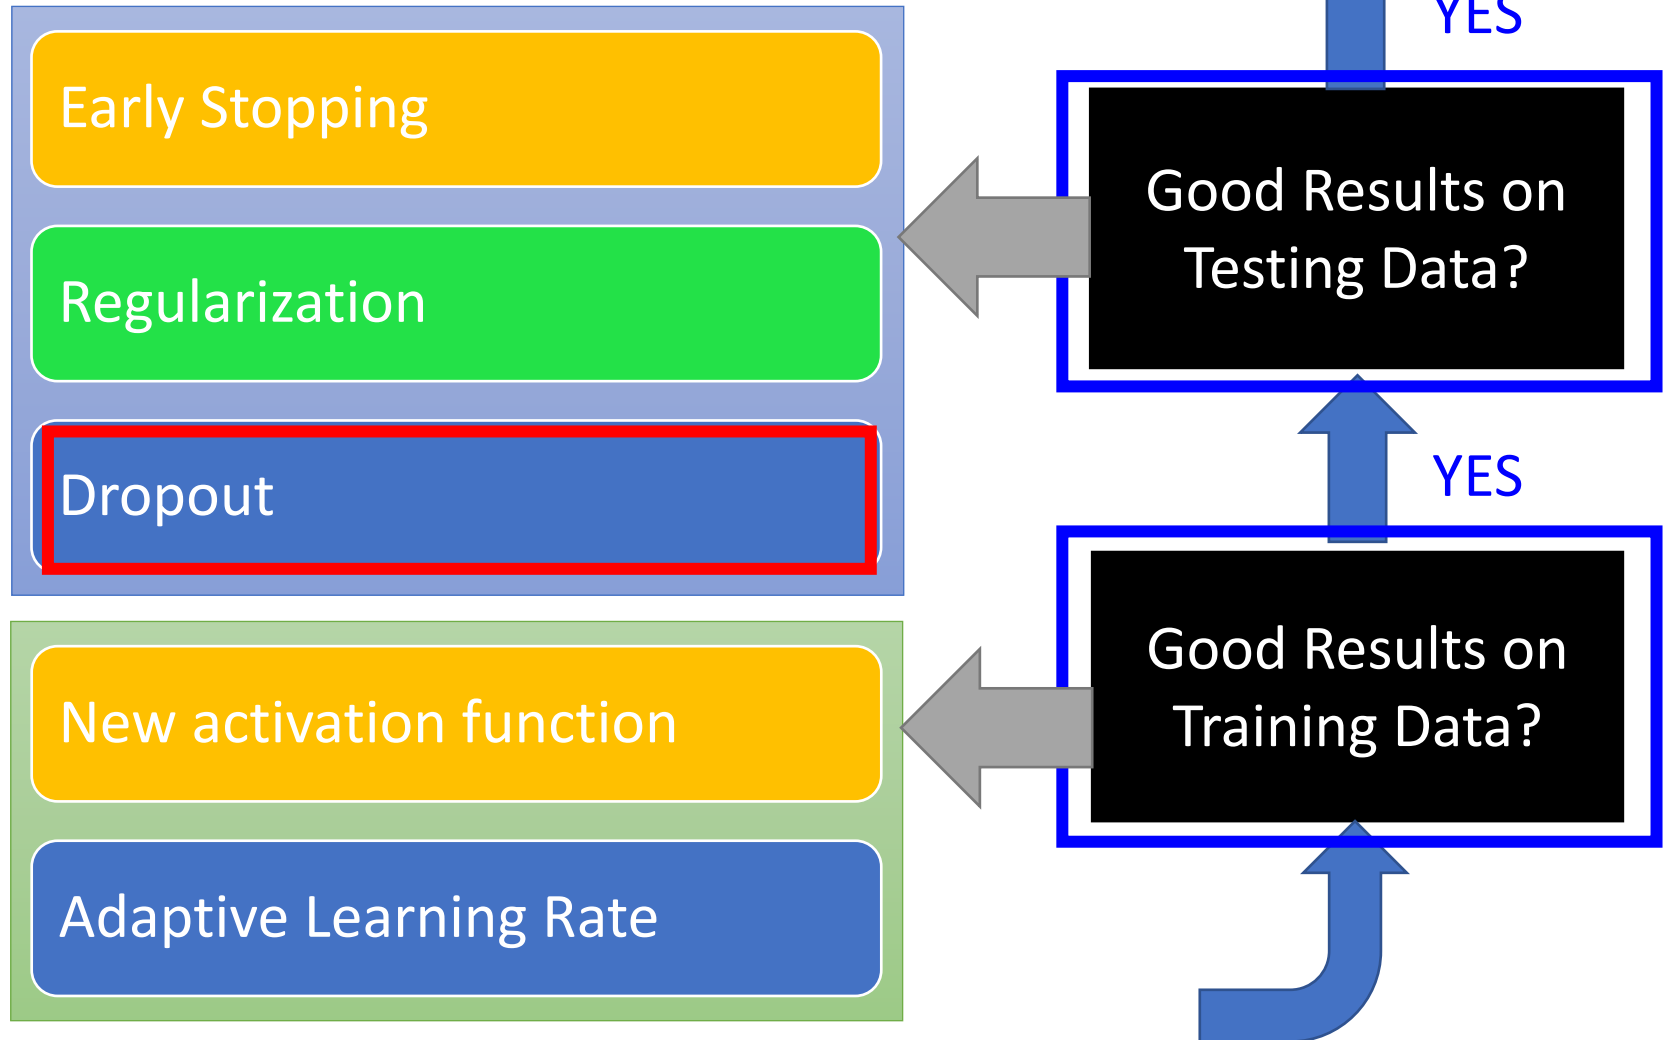 YES
Early Stopping
Regularization
Dropout
Good Results on
Testing Data?
YES
New activation function
Adaptive Learning Rate
Good Results on
Training Data?